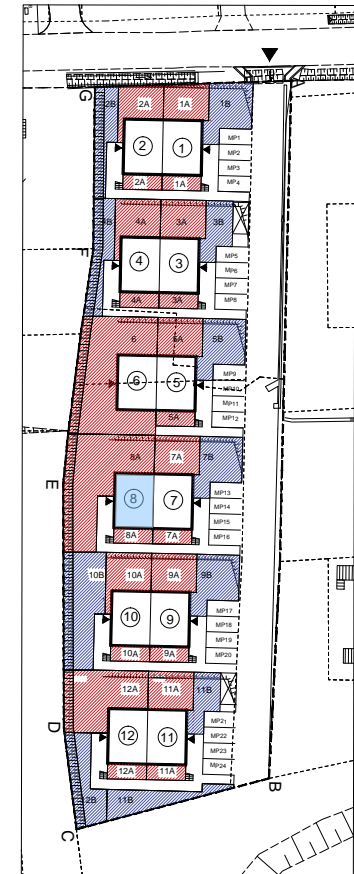 G
2B 2A 1A 1B
MP1
MP2
2 1
MP3
MP4
2A 1A
4A 3A 3B
F
MP5
4 3
MP6
MP7
MP8
4A 3A
6 5A 5B
MP9
6 5
MP10
MP11
5A
MP12
8A 7A 7B
E
MP13
8 7
MP14
MP15
MP16
8A 7A
10B 10A 9A 9B
MP17
10 9
MP18
MP19
MP20
10A 9A
12A 11A 11B
D
MP21
12 11
MP22
MP23
MP24
12A 11A
B
2B 11B
C